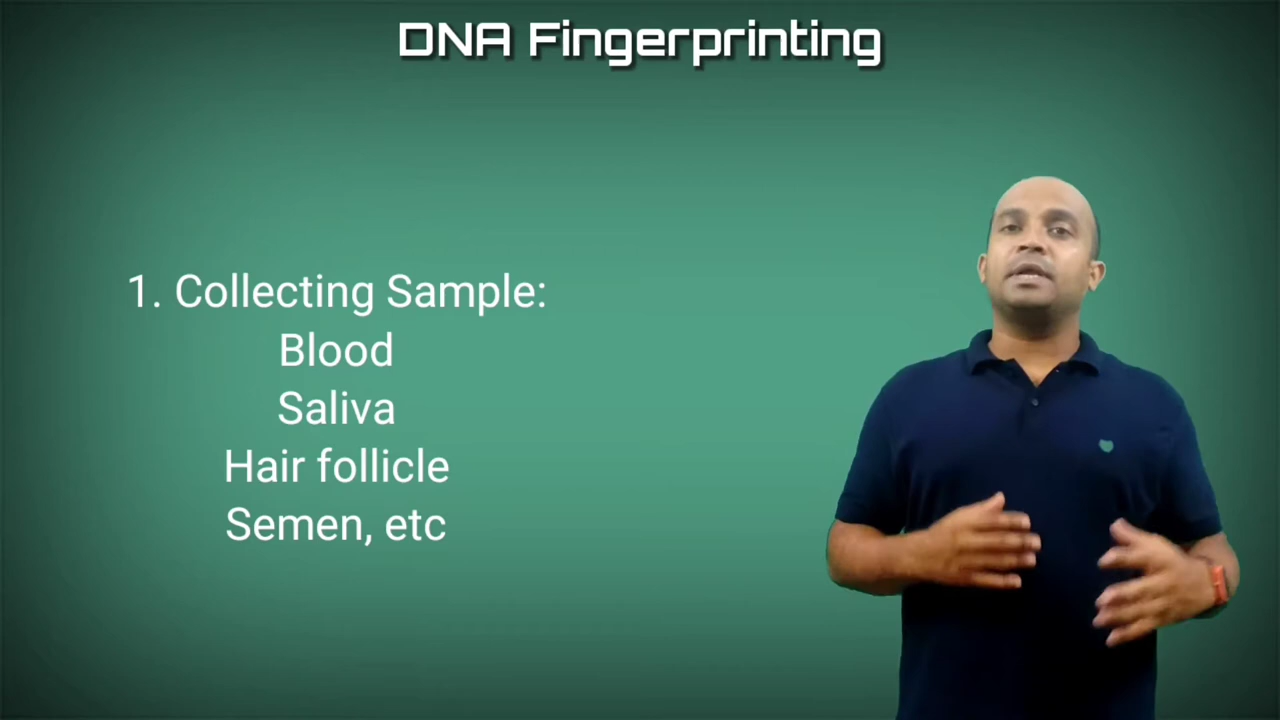 DNA Fingerprinting
1. Collecting Sample:
Blood
Saliva
Hair follicle
Semen, etc